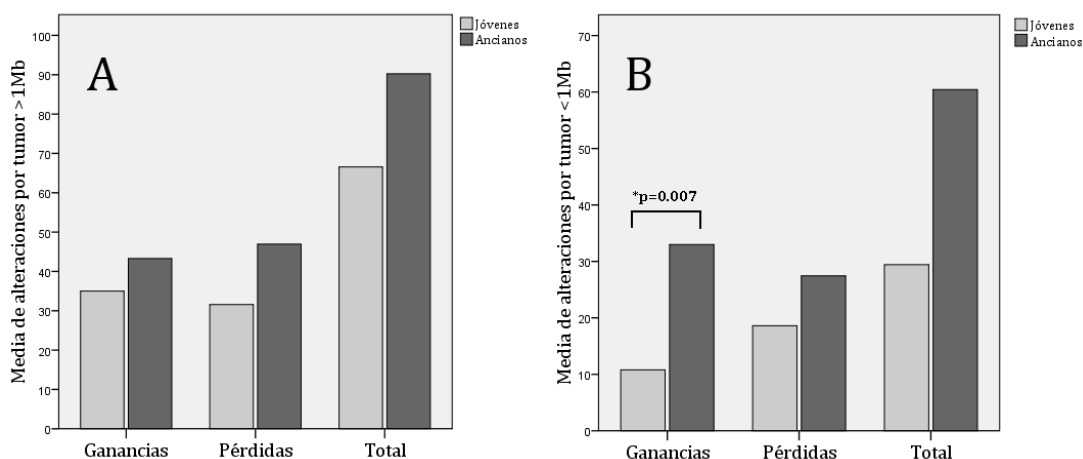 A
Media de alteraciones por tumor >1Mb
100
90
80
70
60
50
40
30
20
10
0
Ganancias Pérdidas Total
Jóvenes
Ancianos
B
Media de alteraciones por tumor <1Mb
70
60
50
40
30
20
10
0
*p=0.007
Ganancias Pérdidas Total
Jóvenes
Ancianos